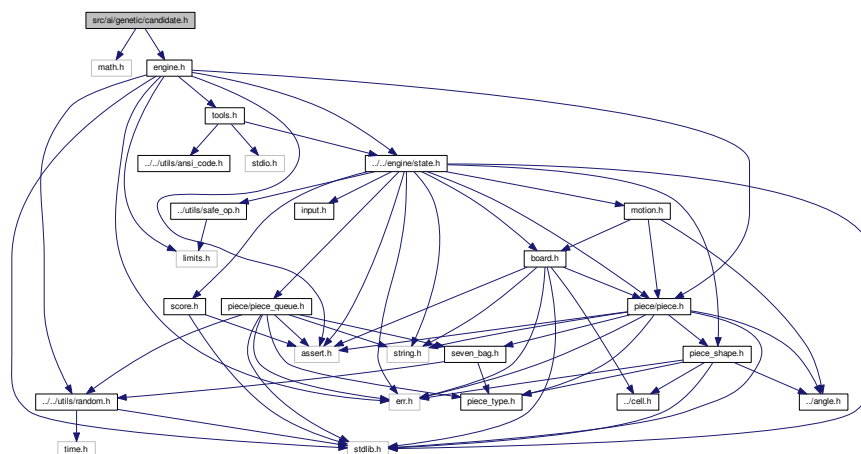 src/ai/genetic/candidate.h
math.h
engine.h
tools.h
../../utils/ansi_code.h
stdio.h
../../engine/state.h
../utils/safe_op.h
input.h
motion.h
limits.h
board.h
score.h
piece/piece_queue.h
piece/piece.h
assert.h
string.h
seven_bag.h
piece_shape.h
../../utils/random.h
err.h
piece_type.h
../cell.h
../angle.h
time.h
stdlib.h